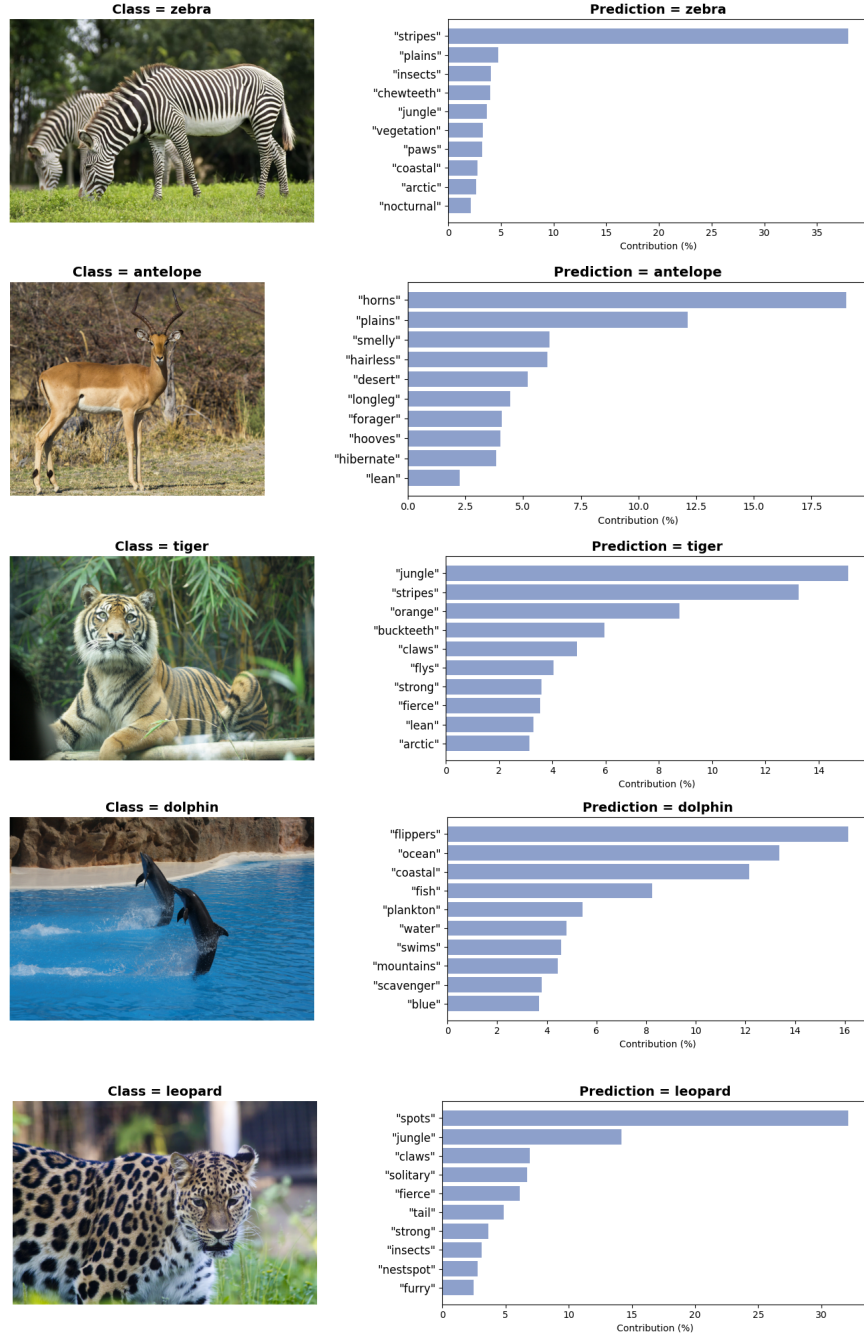 Class = zebra
Prediction = zebra
"stripes"
"plains"
"insects"
"chewteeth"
"jungle"
"vegetation"
"paws"
"coastal"
"arctic"
"nocturnal"
0 5 10 15 20 25 30 35
Contribution (%)
Class = antelope
Prediction = antelope
"horns"
"plains"
"smelly"
"hairless"
"desert"
"longleg"
"forager"
"hooves"
"hibernate"
"lean"
0.0 2.5 5.0 7.5 10.0 12.5 15.0 17.5
Contribution (%)
Class = tiger
Prediction = tiger
"jungle"
"stripes"
"orange"
"buckteeth"
"claws"
"flys"
"strong"
"fierce"
"lean"
"arctic"
0 2 4 6 8 10 12 14
Contribution (%)
Class = dolphin
Prediction = dolphin
"flippers"
"ocean"
"coastal"
"fish"
"plankton"
"water"
"swims"
"mountains"
"scavenger"
"blue"
0 2 4 6 8 10 12 14 16
Contribution (%)
Class = leopard
Prediction = leopard
"spots"
"jungle"
"claws"
"solitary"
"fierce"
"tail"
"strong"
"insects"
"nestspot"
"furry"
0 5 10 15 20 25 30
Contribution (%)